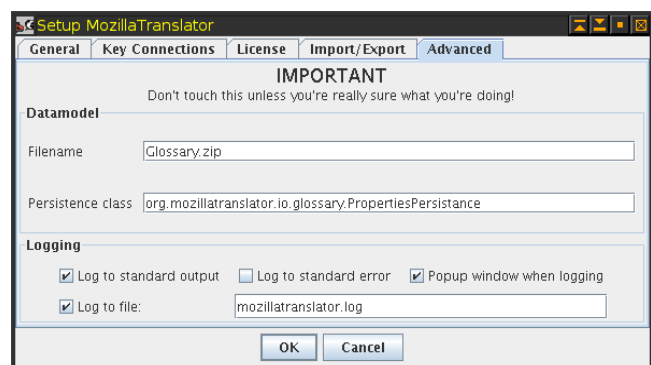 Setup MozillaTranslator
General Key Connections License Import/Export Advanced
IMPORTANT
Don't touch this unless you're really sure what you're doing!
Datamodel
Filename Glossary.zip
Persistence class org.mozillatranslator.io.glossary.PropertiesPersistance
Logging
Log to standard output Log to standard error Popup window when logging
Log to file: mozillatranslator.log
OK Cancel